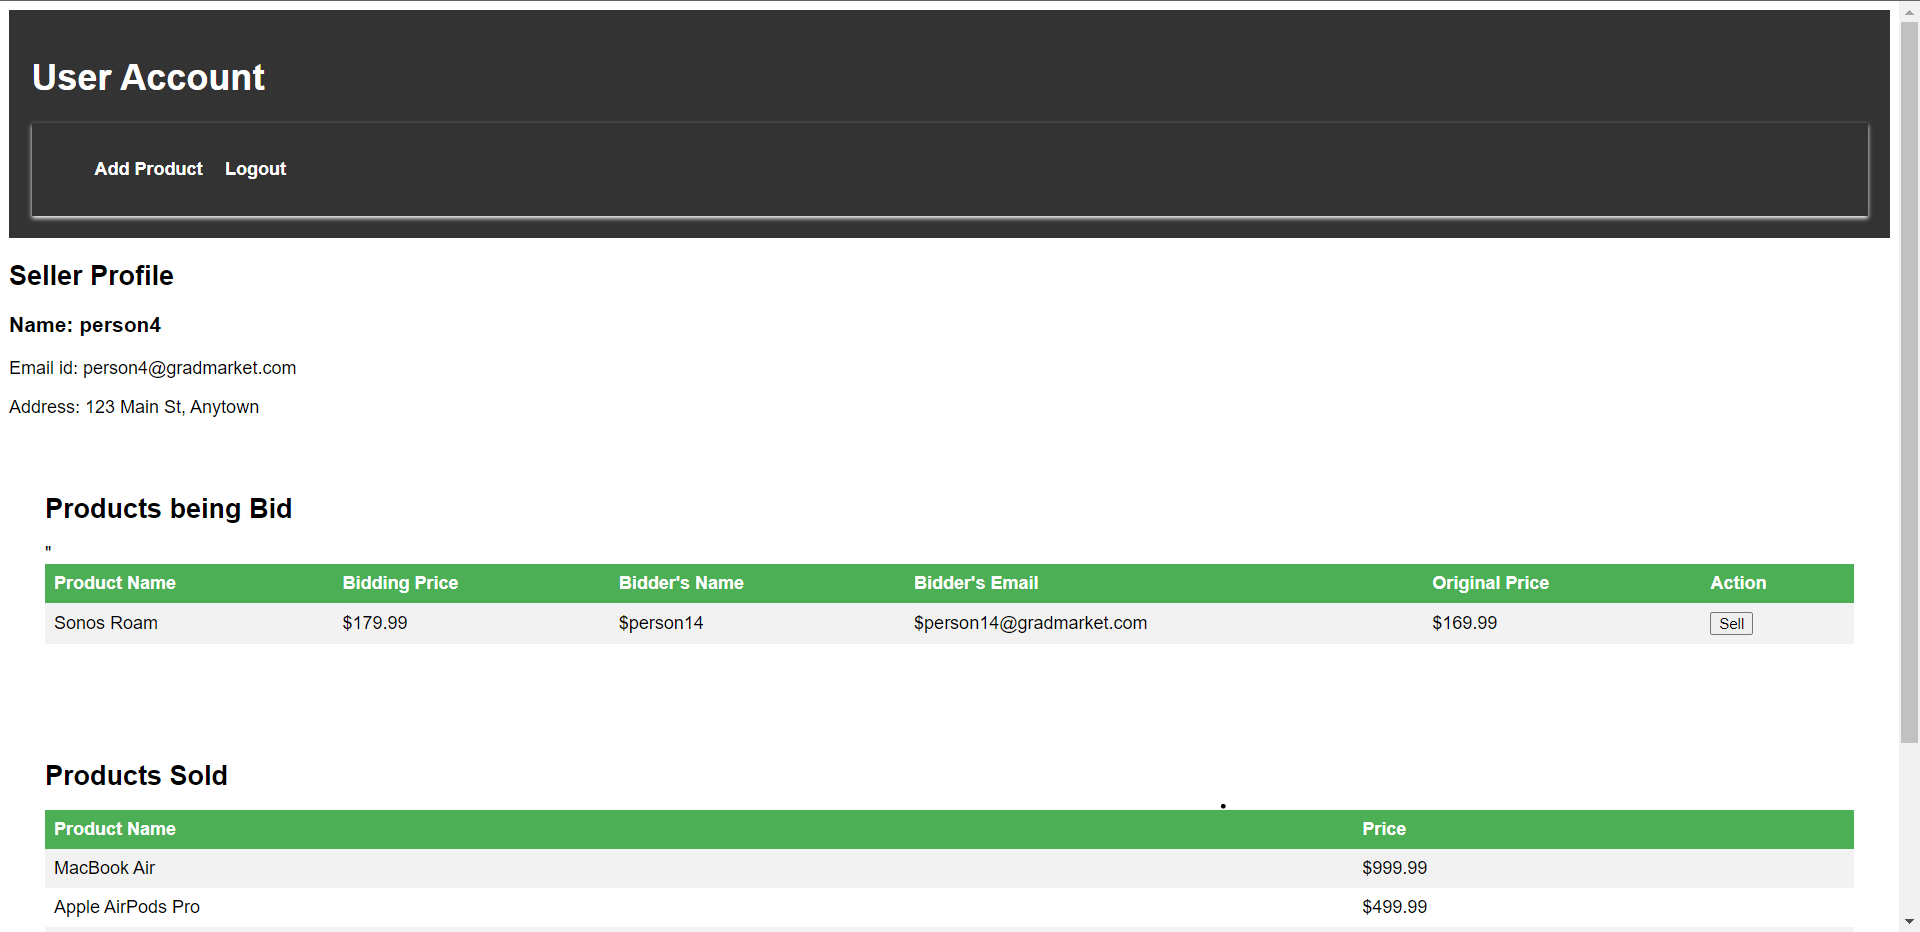 User Account
Add Product Logout
Seller Profile
Name: person4
Email id: person4@gradmarket.com
Address: 123 Main St, Anytown
Products being Bid
"
Product Name Bidding Price Bidder's Name Bidder's Email Original Price Action
Sonos Roam $179.99 $person14 $person14@gradmarket.com $169.99 Sell
Products Sold
Product Name Price
MacBook Air $999.99
Apple AirPods Pro $499.99